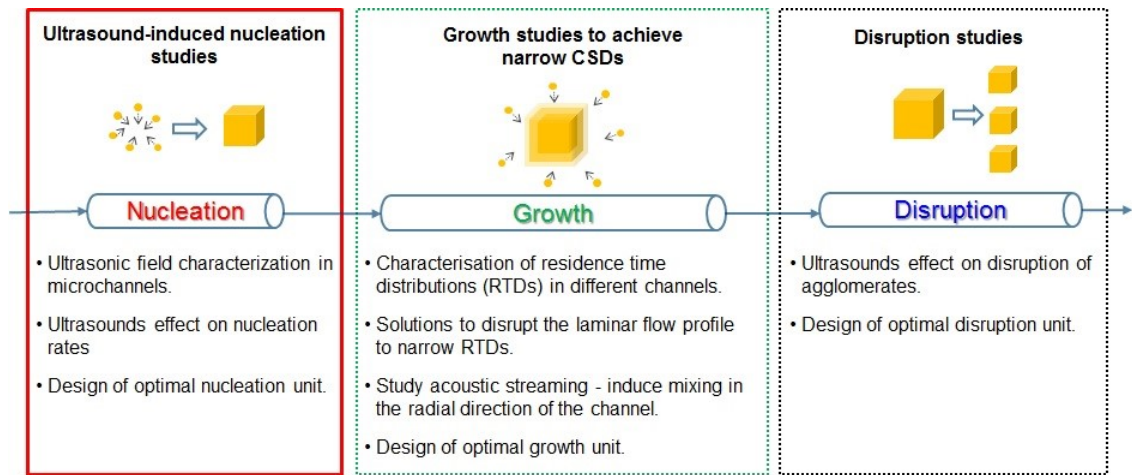 Ultrasound-induced nucleation
studies
Nucleation
• Ultrasonic field characterization in
microchannels.
• Ultrasounds effect on nucleation
rates
• Design of optimal nucleation unit.
Growth studies to achieve
narrow CSDs
Growth
• Characterisation of residence time
distributions (RTDs) in different channels.
• Solutions to disrupt the laminar flow profile
to narrow RTDs.
• Study acoustic streaming - induce mixing in
the radial direction of the channel.
• Design of optimal growth unit.
Disruption studies
Disruption
• Ultrasounds effect on disruption of
agglomerates.
• Design of optimal disruption unit.